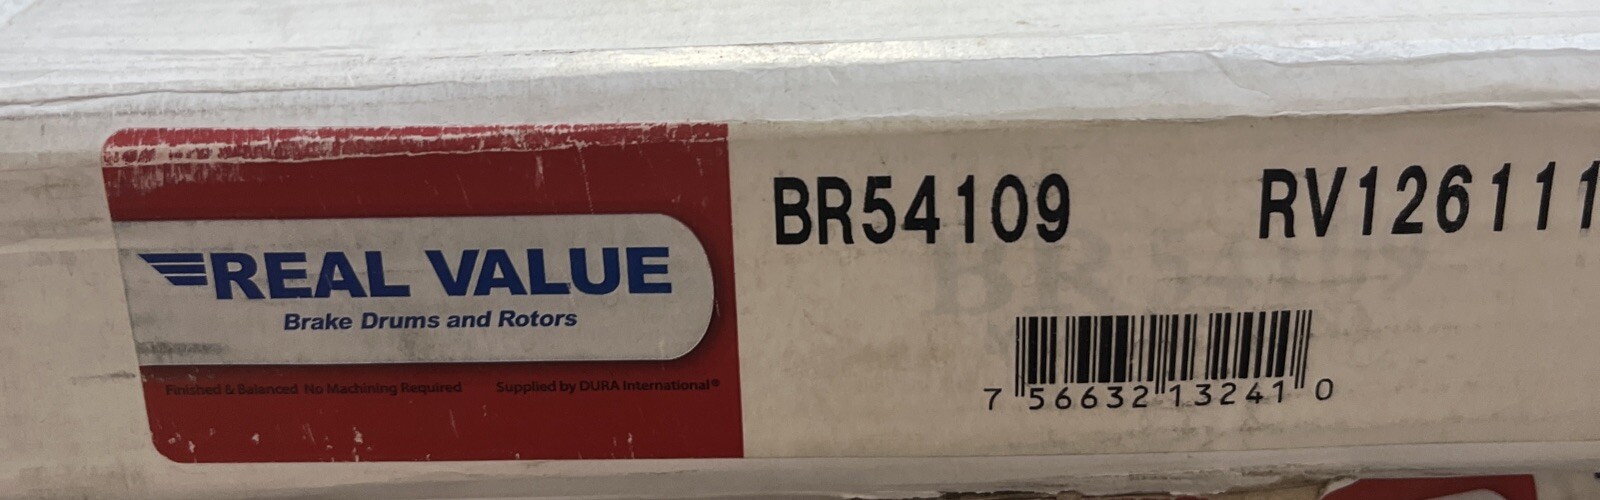 BR54109 RV126111
REAL VALUE
Brake Drums and Rotors
Finished & Balanced No Machining Required Supplied by DURA International®
7 56632 13241 0